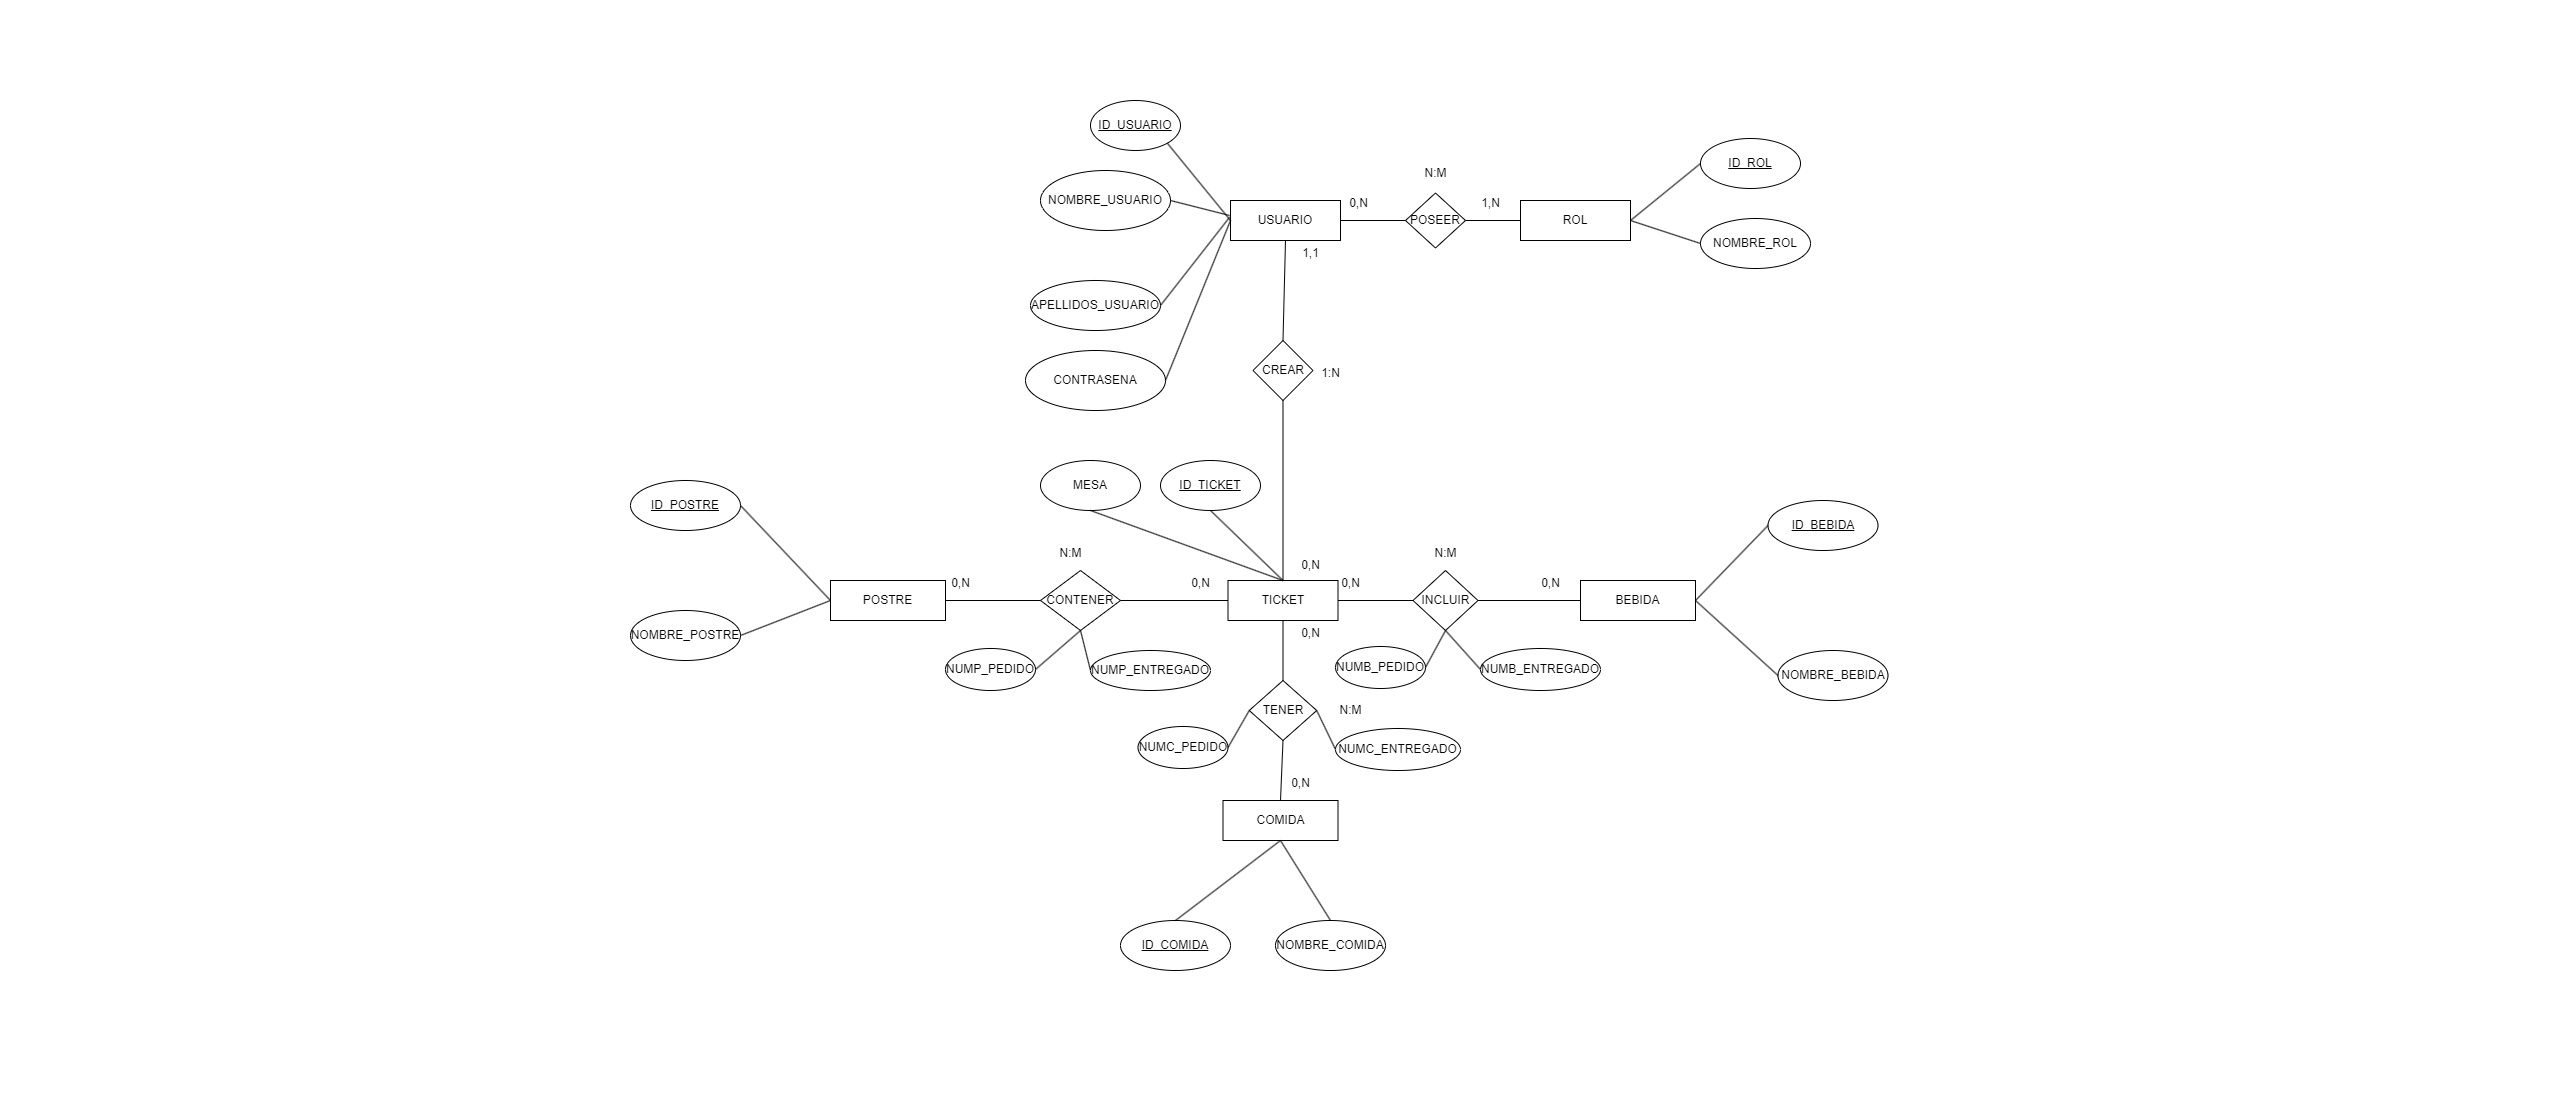 ID_USUARIO
ID_ROL
N:M
NOMBRE_USUARIO
0,N
1,N
USUARIO
POSEER
ROL
NOMBRE_ROL
1,1
APELLIDOS_USUARIO
CREAR
1:N
CONTRASENA
MESA
ID_TICKET
ID_POSTRE
ID_BEBIDA
N:M
0,N
N:M
0,N
0,N
0,N
0,N
POSTRE
CONTENER
TICKET
INCLUIR
BEBIDA
NOMBRE_POSTRE
0,N
NUMP_PEDIDO
NUMP_ENTREGADO
NUMB_PEDIDO
NUMB_ENTREGADO
NOMBRE_BEBIDA
TENER
N:M
NUMC_PEDIDO
NUMC_ENTREGADO
0,N
COMIDA
ID_COMIDA
NOMBRE_COMIDA